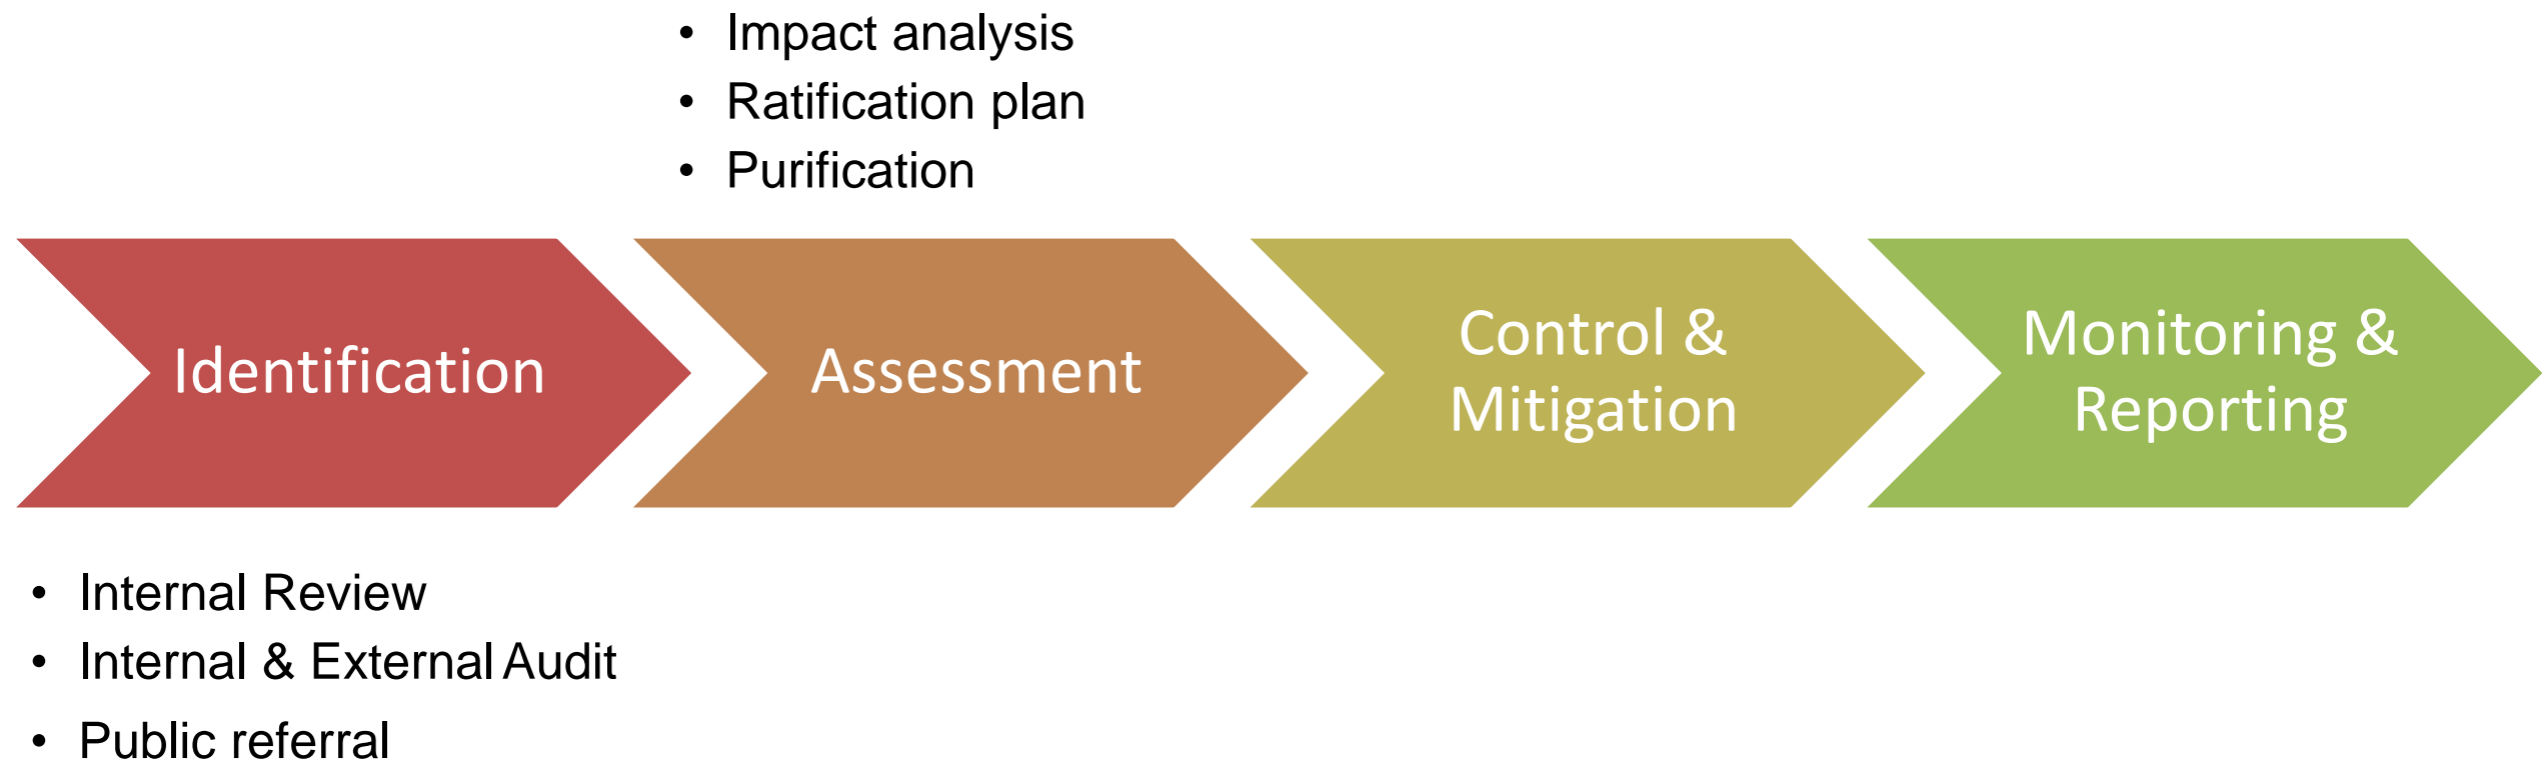 • Impact analysis
• Ratification plan
• Purification
Identification
Assessment
Control &
Mitigation
Monitoring &
Reporting
• Internal Review
• Internal & External Audit
• Public referral